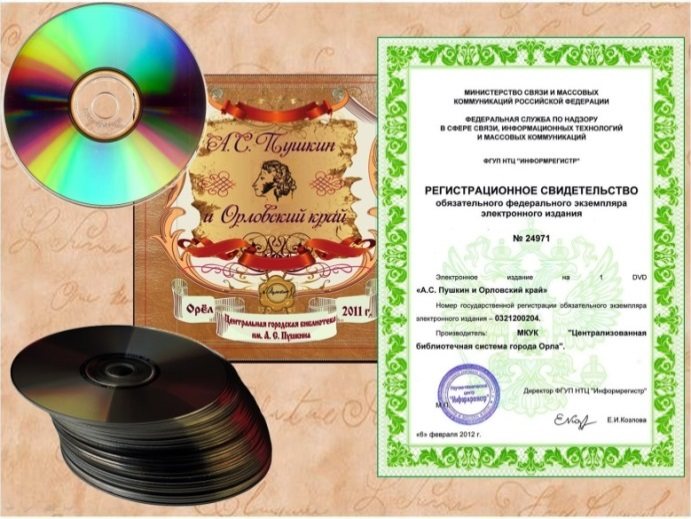 А.С. Пушкин
и Орловский край
Орёл
2011 г.
Центральная городская библиотека
им. А. С. Пушкина
МИНИСТЕРСТВО СВЯЗИ И МАССОВЫХ
КОММУНИКАЦИЙ РОССИЙСКОЙ ФЕДЕРАЦИИ
ФЕДЕРАЛЬНАЯ СЛУЖБА ПО НАДЗОРУ
В СФЕРЕ СВЯЗИ, ИНФОРМАЦИОННЫХ ТЕХНОЛОГИЙ
И МАССОВЫХ КОММУНИКАЦИЙ
ФГУП НТЦ "ИНФОРМРЕГИСТР"
РЕГИСТРАЦИОННОЕ СВИДЕТЕЛЬСТВО
обязательного федерального экземпляра
электронного издания
№ 24971
Электронное издание на 1 DVD
«А.С. Пушкин и Орловский край»
Номер государственной регистрации обязательного экземпляра
электронного издания – 0321200204.
Производитель: МКУК "Централизованная
библиотечная система города Орла".
"Информрегистр"
М.П.
Директор ФГУП НТЦ "Информрегистр"
Е.И.Козлова
«6» февраля 2012 г.